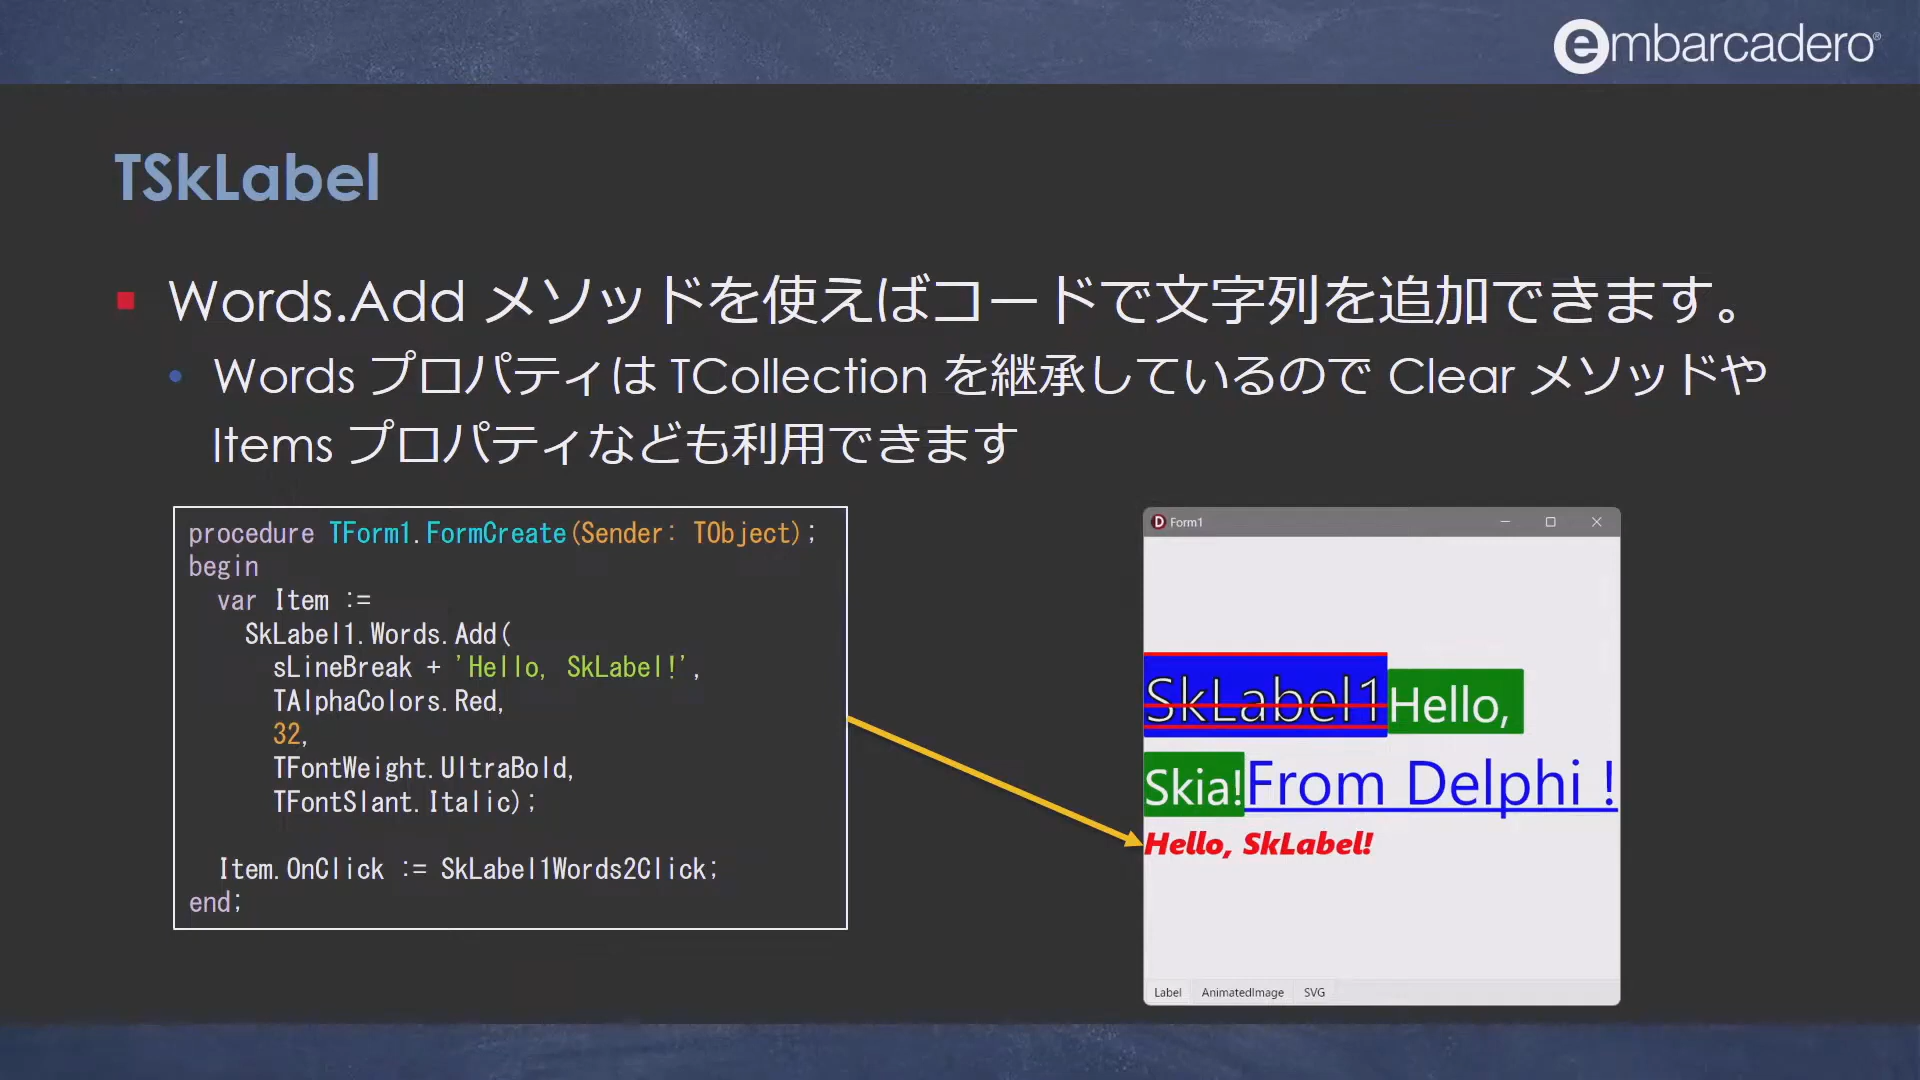 embarcadero®
TSkLabel
Words.Add メソッドを使えばコードで文字列を追加できます。
Words プロパティは TCollection を継承しているので Clear メソッドや
Items プロパティなども利用できます
procedure TForm1.FormCreate(Sender: TObject);
begin
  var Item :=
    SkLabel1.Words.Add(
      sLineBreak + 'Hello, SkLabel!',
      TAlphaColors.Red,
      32,
      TFontWeight.UltraBold,
      TFontSlant.Italic);
  Item.OnClick := SkLabel1Words2Click;
end;
D Form1
SkLabel1Hello,
Skia!From Delphi !
Hello, SkLabel!
Label AnimatedImage SVG